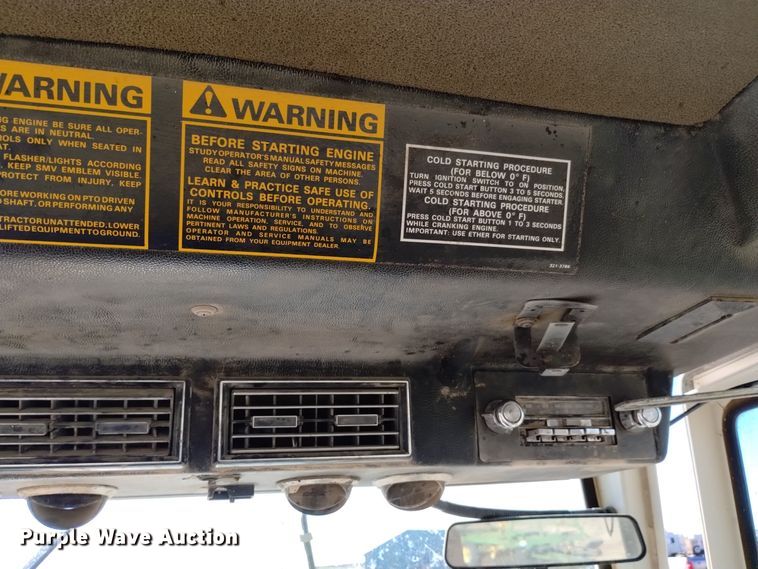 WARNING
NG ENGINE BE SURE ALL OPER-
S ARE IN NEUTRAL.
ROLS ONLY WHEN SEATED IN
AT.
FLASHER/LIGHTS ACCORDING
KEEP SMV EMBLEM VISIBLE.
PROTECT FROM INJURY, KEEP
ORE WORKING ON PTO DRIVEN
D SHAFT, OR PERFORMING ANY
TRACTOR UNATTENDED, LOWER
LIFTED EQUIPMENT TO GROUND.
WARNING
BEFORE STARTING ENGINE
STUDY OPERATOR'S MANUAL SAFETY MESSAGES
READ ALL SAFETY SIGNS ON MACHINE.
CLEAR THE AREA OF OTHER PERSONS.
LEARN & PRACTICE SAFE USE OF
CONTROLS BEFORE OPERATING.
IT IS YOUR RESPONSIBILITY TO UNDERSTAND AND
FOLLOW MANUFACTURER'S INSTRUCTIONS ON
MACHINE OPERATION, SERVICE, AND TO OBSERVE
PERTINENT LAWS AND REGULATIONS.
OPERATOR AND SERVICE MANUALS MAY BE
OBTAINED FROM YOUR EQUIPMENT DEALER.
COLD STARTING PROCEDURE
(FOR BELOW 0° F)
TURN IGNITION SWITCH TO ON POSITION,
PRESS COLD START BUTTON 3 TO 5 SECONDS
WAIT 5 SECONDS BEFORE ENGAGING STARTER.
COLD STARTING PROCEDURE
(FOR ABOVE 0° F)
PRESS COLD START BUTTON 1 TO 3 SECONDS
WHILE CRANKING ENGINE.
IMPORTANT: USE ETHER FOR STARTING ONLY.
321-3786
Purple Wave Auction